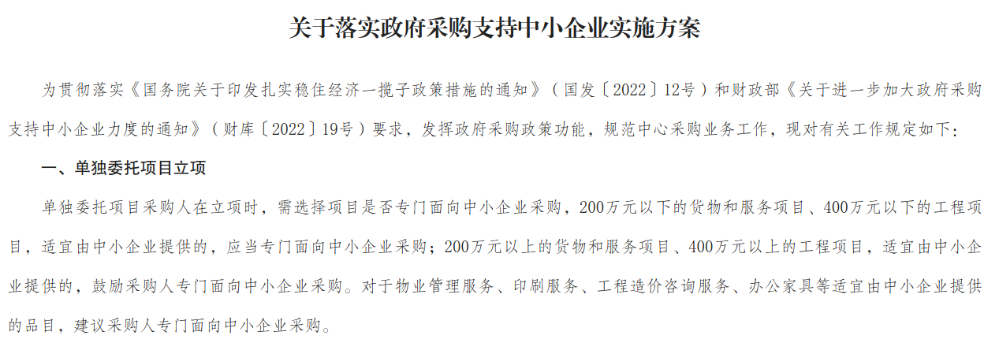 关于落实政府采购支持中小企业实施方案
为贯彻落实《国务院关于印发扎实稳住经济一揽子政策措施的通知》（国发〔2022〕12号）和财政部《关于进一步加大政府采购
支持中小企业力度的通知》（财库〔2022〕19号）要求，发挥政府采购政策功能，规范中心采购业务工作，现对有关工作规定如下：
一、单独委托项目立项
单独委托项目采购人在立项时，需选择项目是否专门面向中小企业采购，200万元以下的货物和服务项目、400万元以下的工程项
目，适宜由中小企业提供的，应当专门面向中小企业采购；200万元以上的货物和服务项目、400万元以上的工程项目，适宜由中小企
业提供的，鼓励采购人专门面向中小企业采购。对于物业管理服务、印刷服务、工程造价咨询服务、办公家具等适宜由中小企业提供
的品目，建议采购人专门面向中小企业采购。